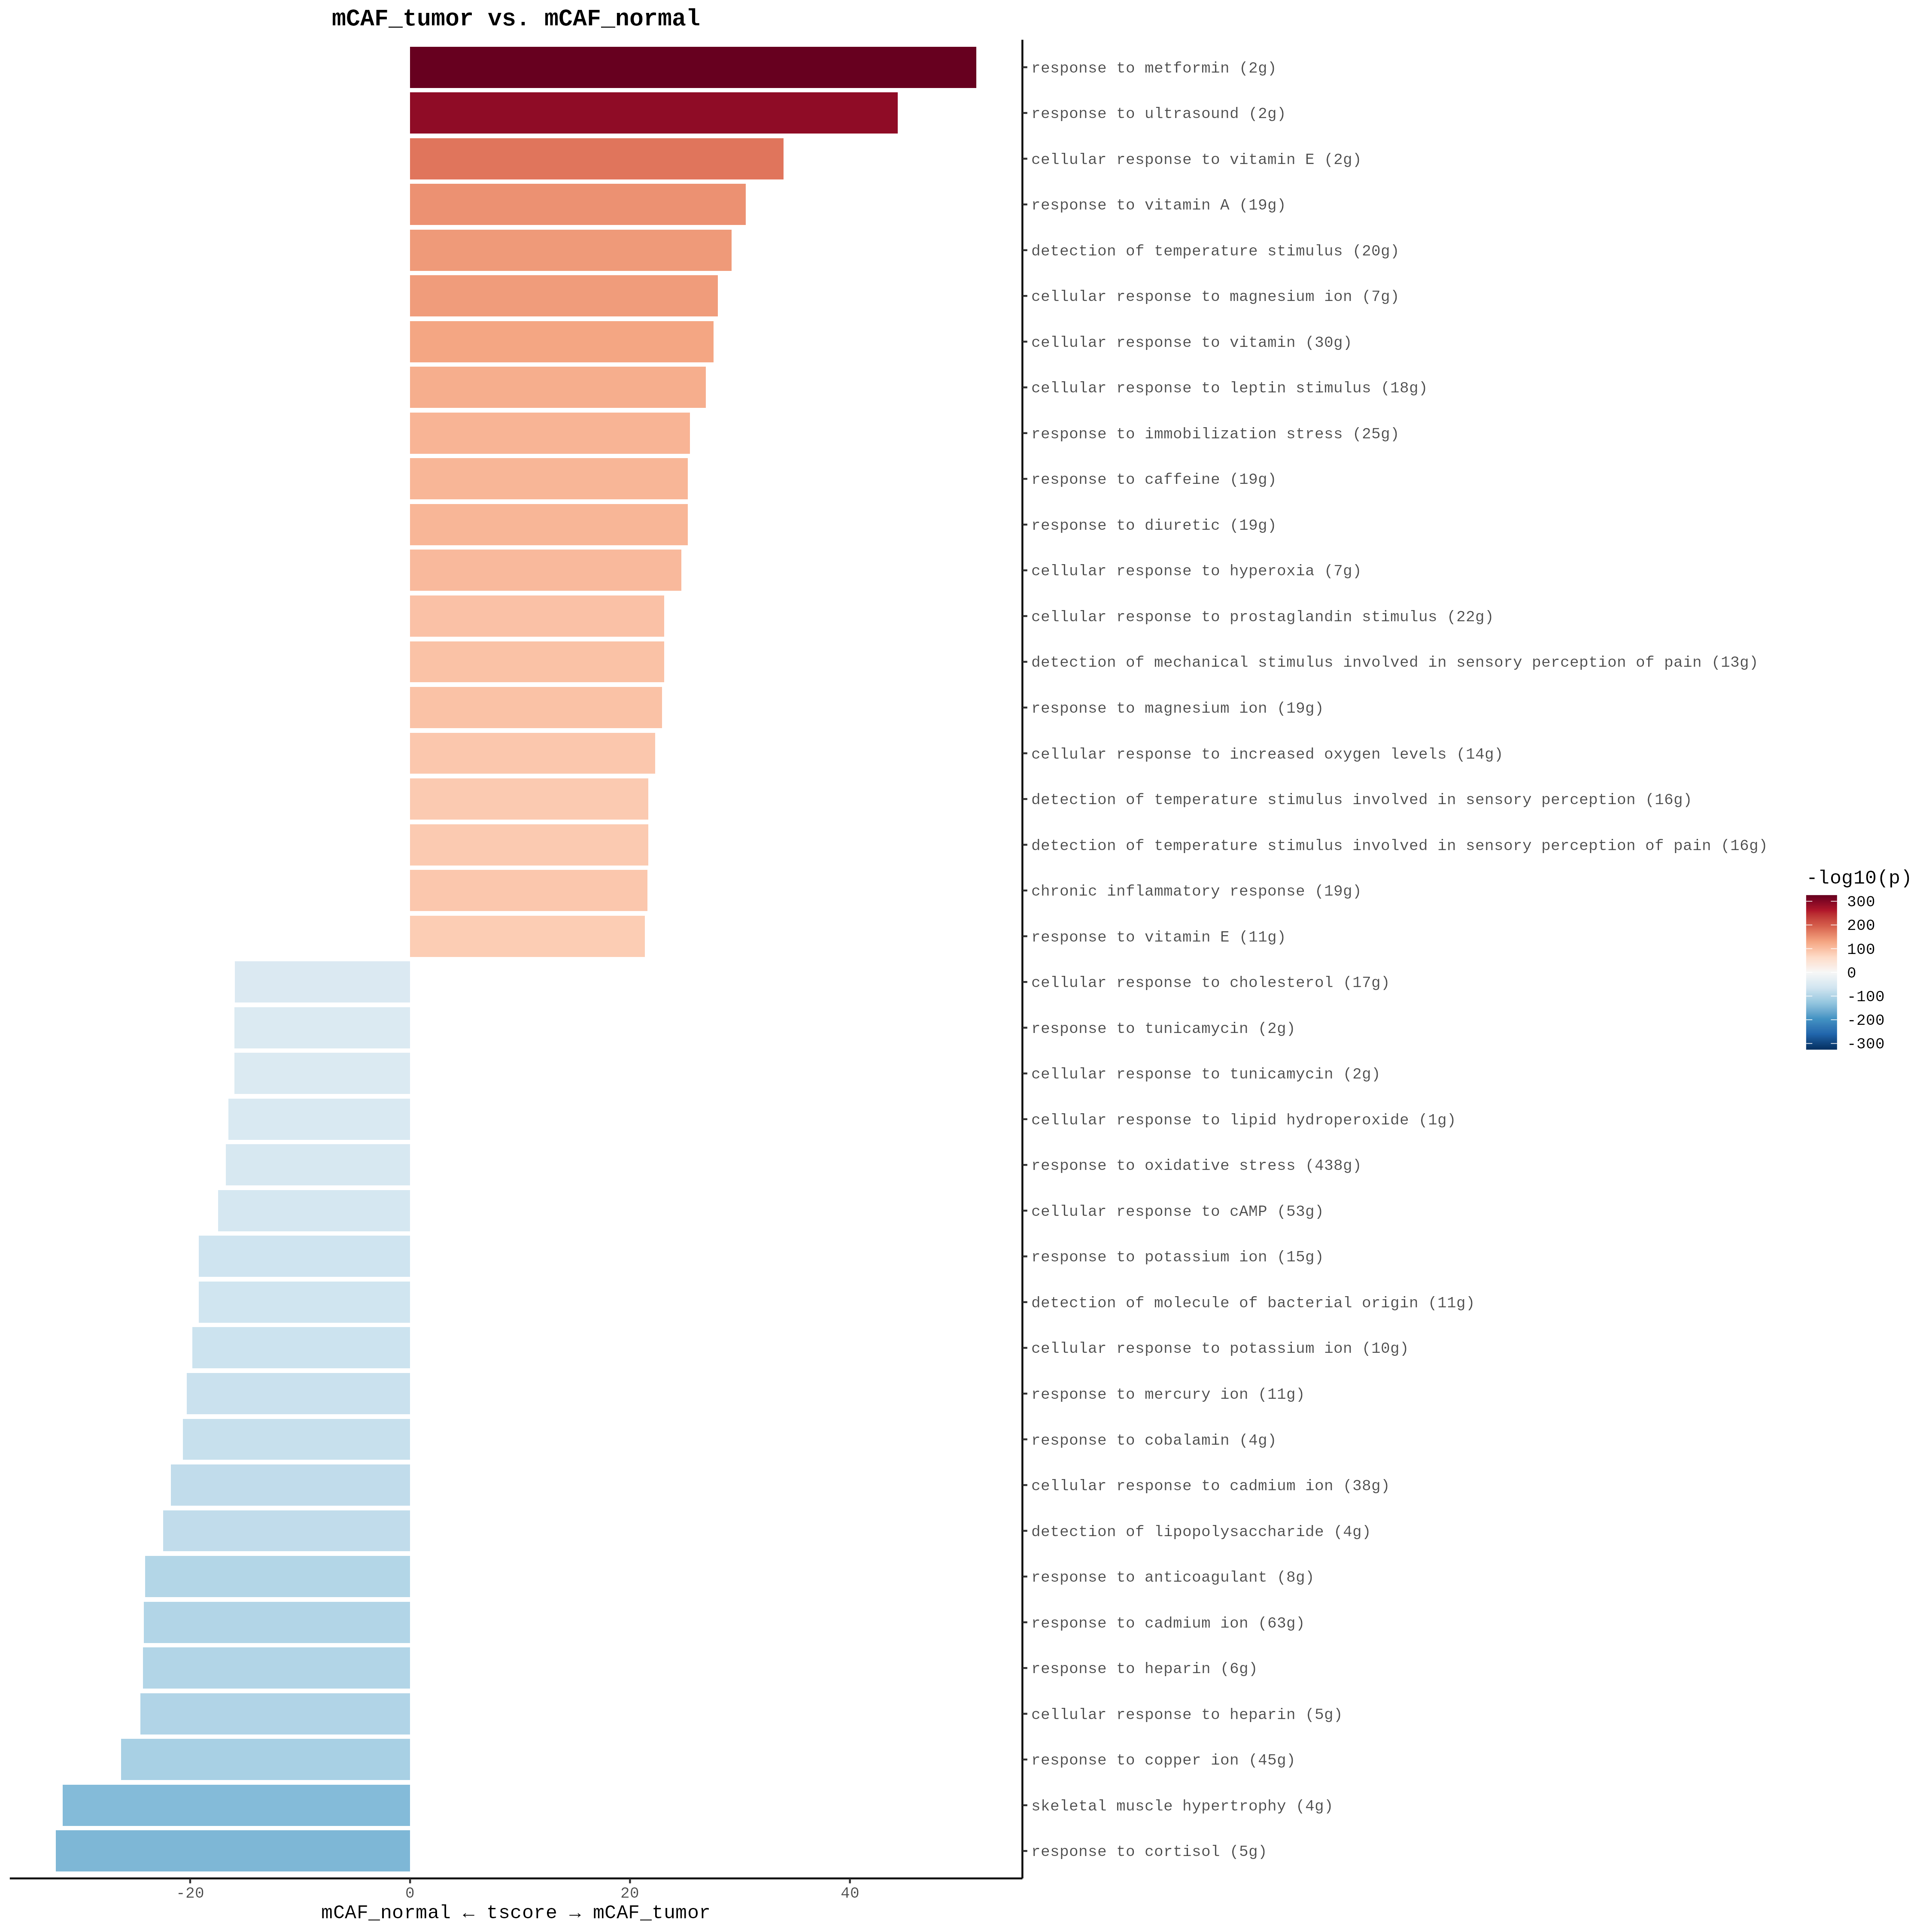 mCAF_tumor vs. mCAF_normal
response to metformin (2g)
response to ultrasound (2g)
cellular response to vitamin E (2g)
response to vitamin A (19g)
detection of temperature stimulus (20g)
cellular response to magnesium ion (7g)
cellular response to vitamin (30g)
cellular response to leptin stimulus (18g)
response to immobilization stress (25g)
response to caffeine (19g)
response to diuretic (19g)
cellular response to hyperoxia (7g)
cellular response to prostaglandin stimulus (22g)
detection of mechanical stimulus involved in sensory perception of pain (13g)
response to magnesium ion (19g)
cellular response to increased oxygen levels (14g)
detection of temperature stimulus involved in sensory perception (16g)
detection of temperature stimulus involved in sensory perception of pain (16g)
chronic inflammatory response (19g)
response to vitamin E (11g)
cellular response to cholesterol (17g)
response to tunicamycin (2g)
cellular response to tunicamycin (2g)
cellular response to lipid hydroperoxide (1g)
response to oxidative stress (438g)
cellular response to cAMP (53g)
response to potassium ion (15g)
detection of molecule of bacterial origin (11g)
cellular response to potassium ion (10g)
response to mercury ion (11g)
response to cobalamin (4g)
cellular response to cadmium ion (38g)
detection of lipopolysaccharide (4g)
response to anticoagulant (8g)
response to cadmium ion (63g)
response to heparin (6g)
cellular response to heparin (5g)
response to copper ion (45g)
skeletal muscle hypertrophy (4g)
response to cortisol (5g)
-20 0 20 40
mCAF_normal ← tscore → mCAF_tumor
-log10(p)
300
200
100
0
-100
-200
-300